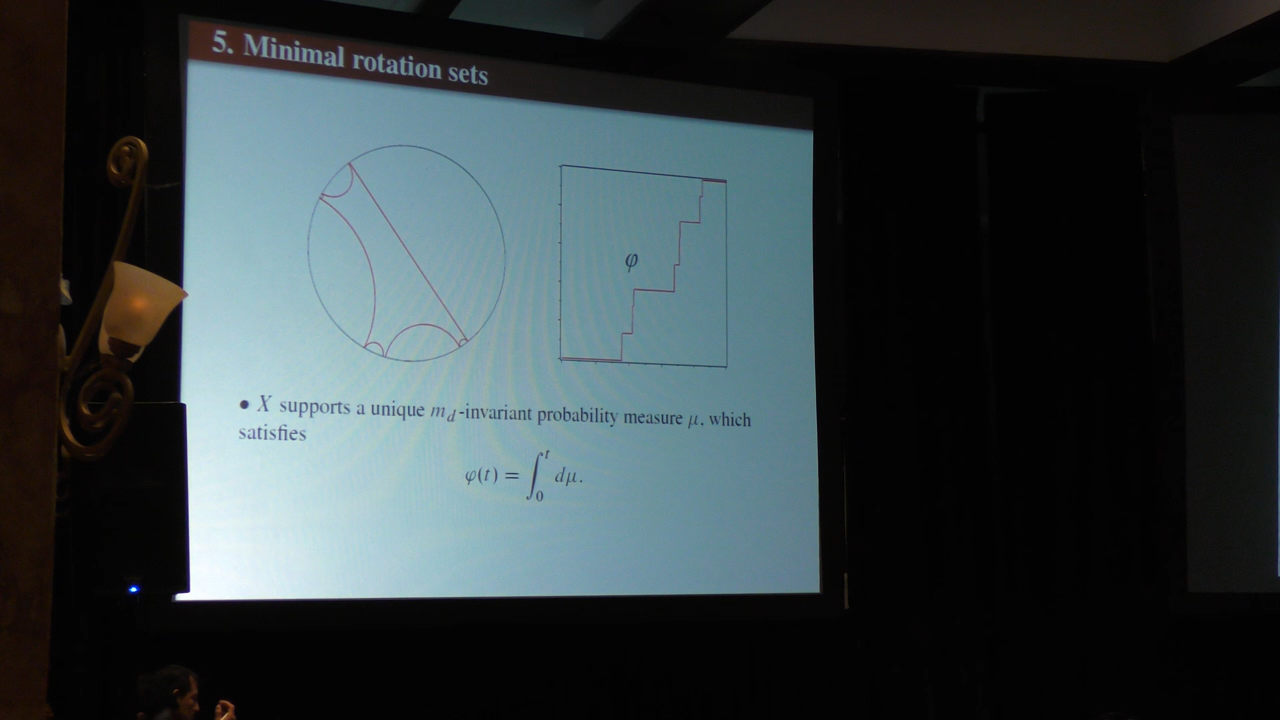 5. Minimal rotation sets
φ
• X supports a unique m_d-invariant probability measure μ, which
satisfies
φ(t) = ∫₀ᵗ dμ.